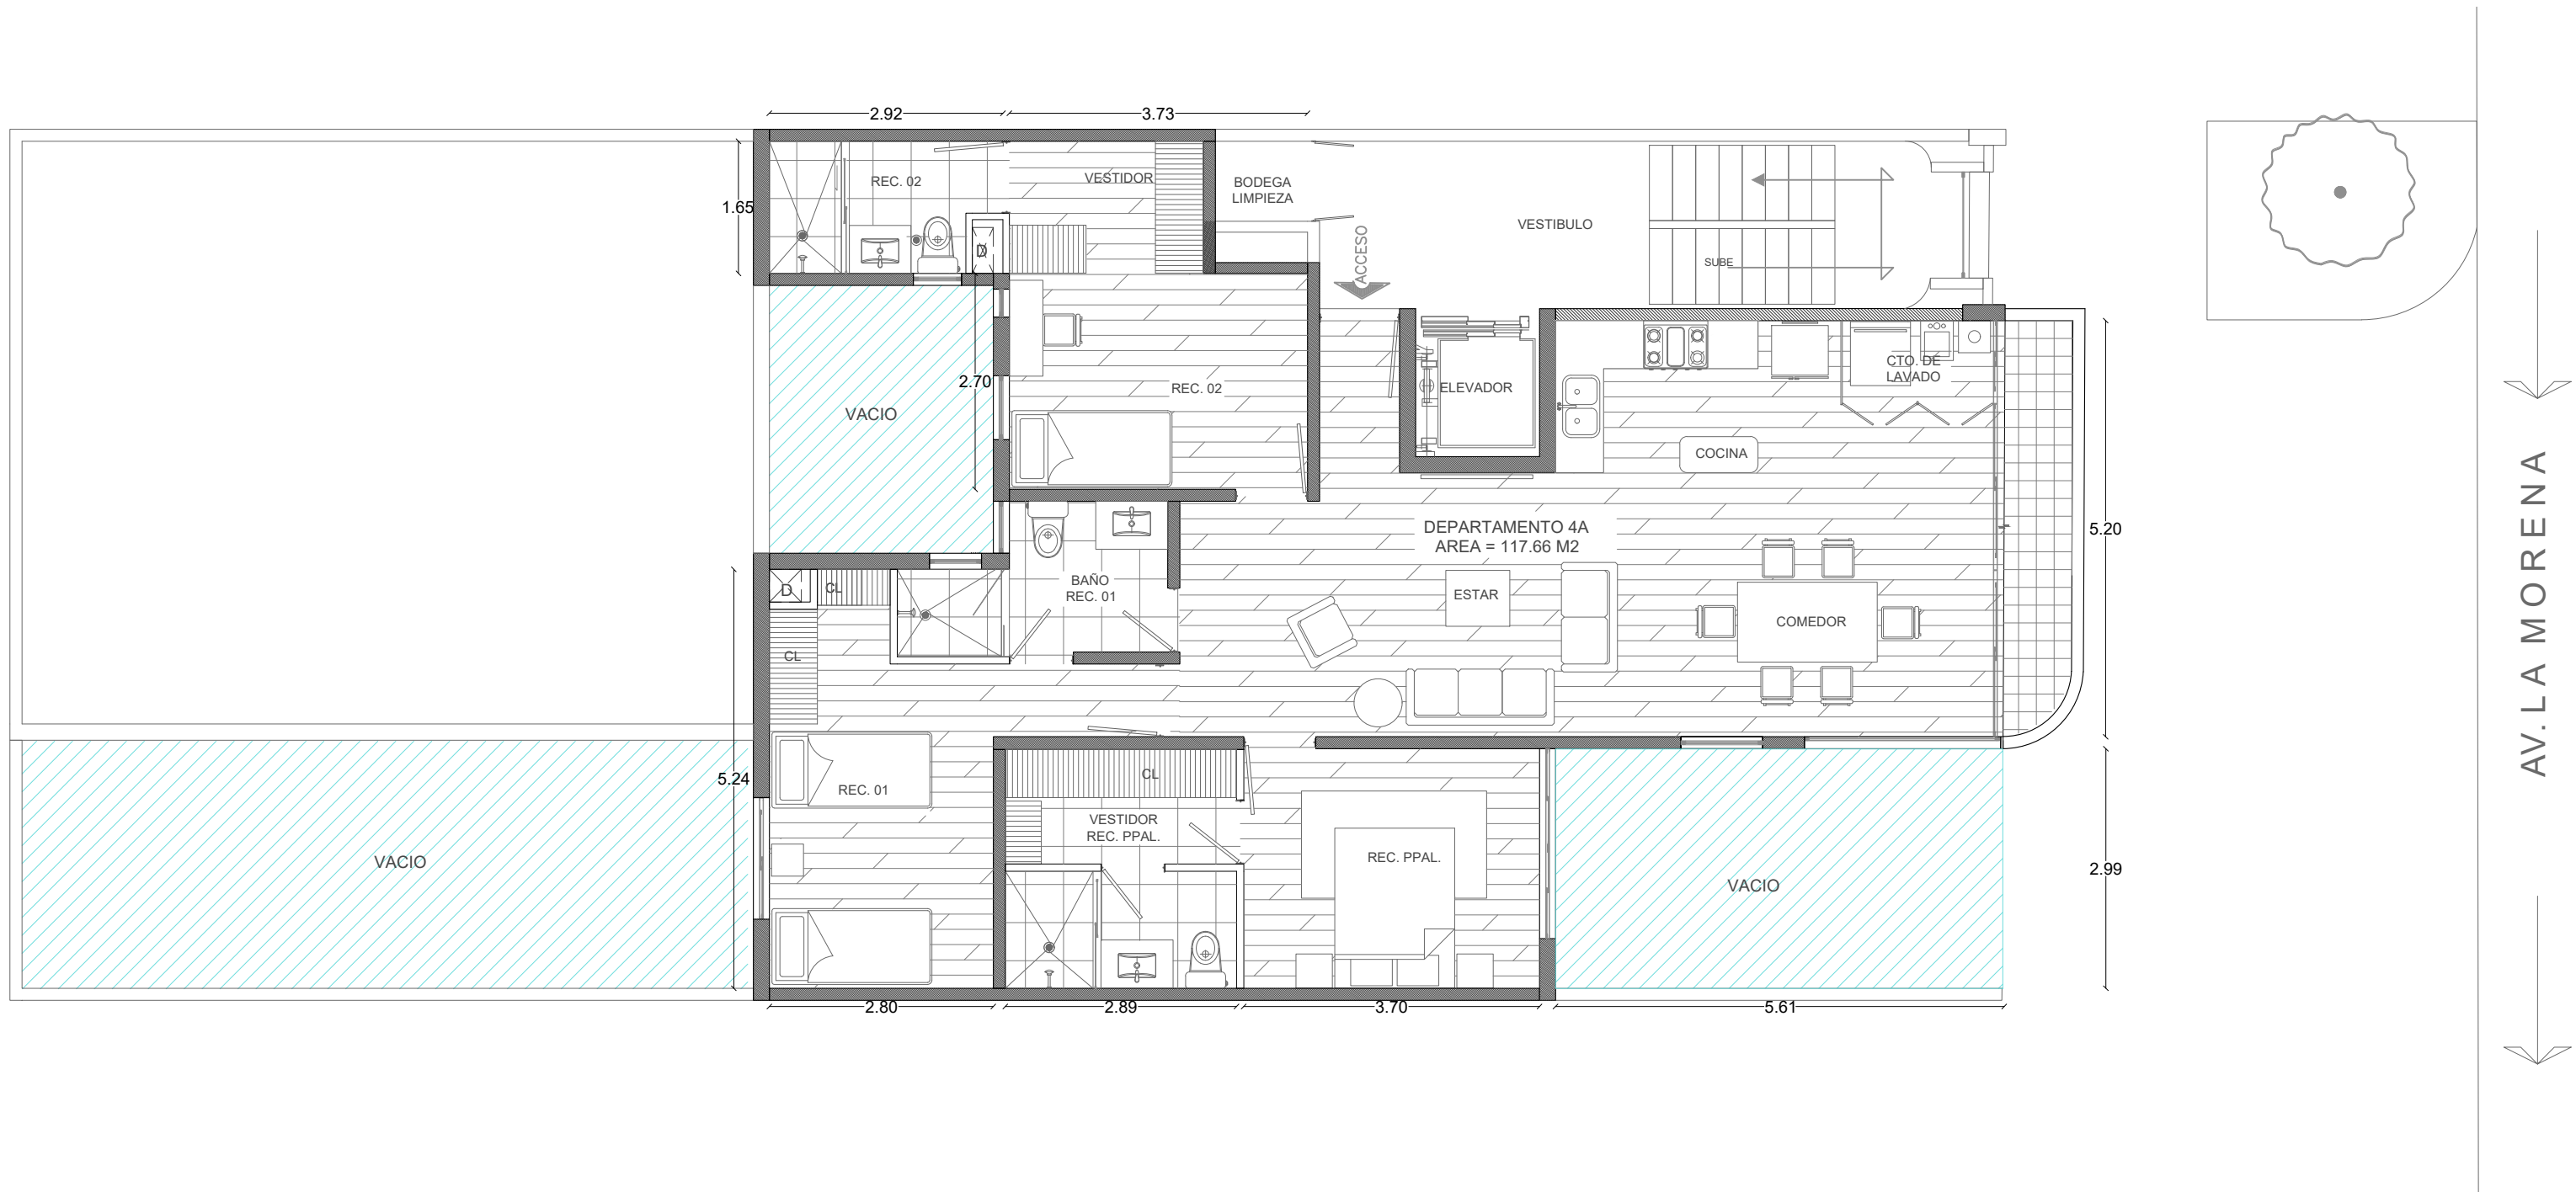 2.92
3.73
1.65
REC. 02
VESTIDOR
BODEGA
LIMPIEZA
VESTIBULO
ACCESO
SUBE
D
2.70
REC. 02
VACIO
ELEVADOR
CTO. DE
LAVADO
COCINA
DEPARTAMENTO 4A
AREA = 117.66 M2
5.20
AV. LA MORENA
D
CL
BAÑO
REC. 01
ESTAR
COMEDOR
CL
5.24
REC. 01
CL
VESTIDOR
REC. PPAL.
REC. PPAL.
VACIO
VACIO
2.99
2.80
2.89
3.70
5.61